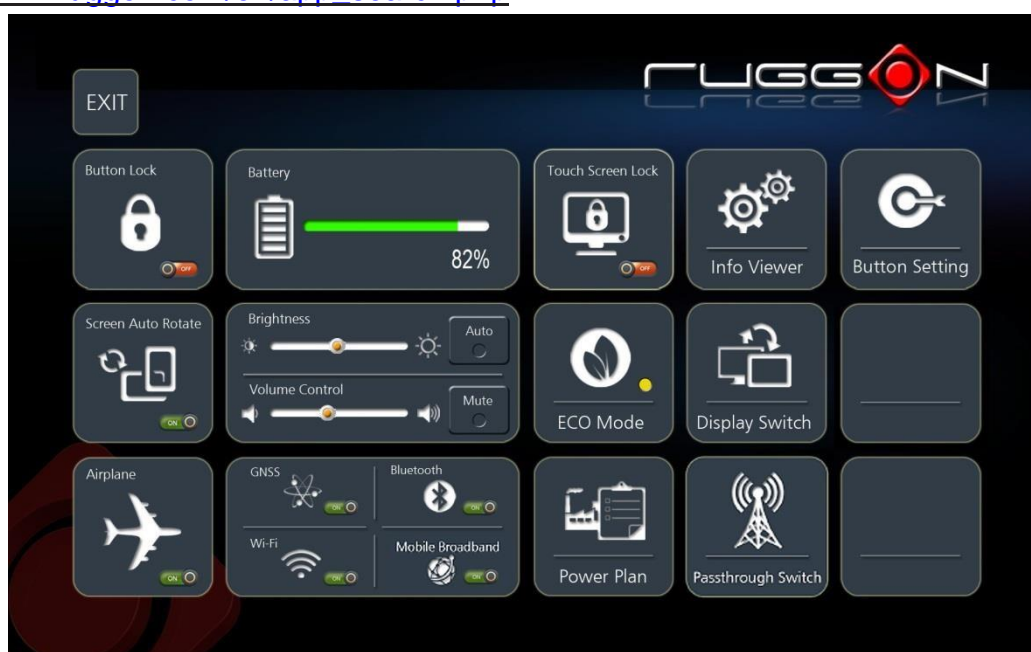 EXIT
RUGGON
Button Lock
OFF
Battery
82%
Touch Screen Lock
OFF
Info Viewer
Button Setting
Screen Auto Rotate
ON
Brightness
Auto
Volume Control
Mute
ECO Mode
Display Switch
Airplane
ON
GNSS
ON
Bluetooth
ON
Wi-Fi
ON
Mobile Broadband
ON
Power Plan
Passthrough Switch